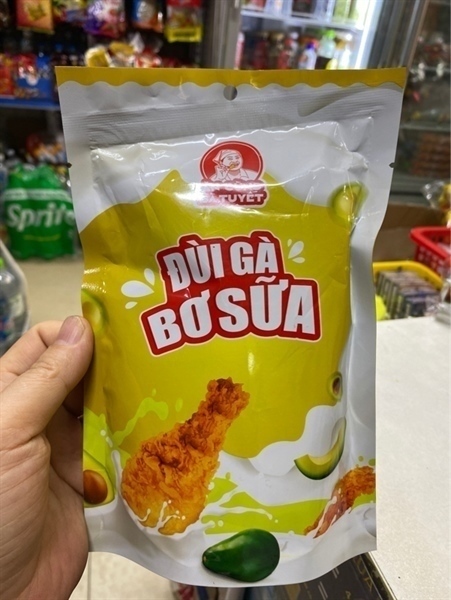 TUYẾT
ĐÙI GÀ
BƠ SỮA
Sprite